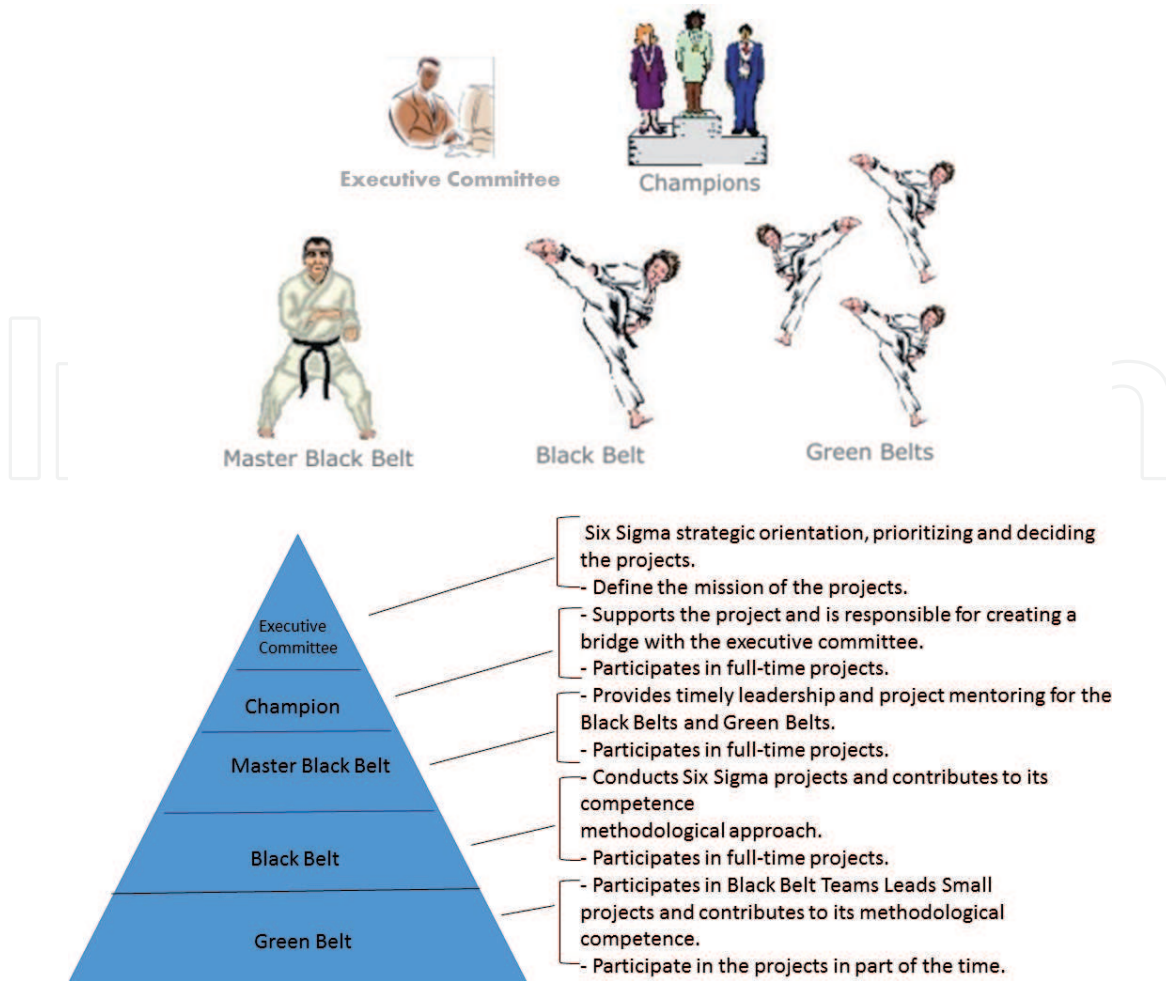 Executive Committee
Champions
Master Black Belt
Black Belt
Green Belts
Executive
Committee
Champion
Master Black Belt
Black Belt
Green Belt
Six Sigma strategic orientation, prioritizing and deciding
the projects.
- Define the mission of the projects.
- Supports the project and is responsible for creating a
bridge with the executive committee.
- Participates in full-time projects.
- Provides timely leadership and project mentoring for the
Black Belts and Green Belts.
- Participates in full-time projects.
- Conducts Six Sigma projects and contributes to its
competence
methodological approach.
- Participates in full-time projects.
- Participates in Black Belt Teams Leads Small
projects and contributes to its methodological
competence.
- Participate in the projects in part of the time.